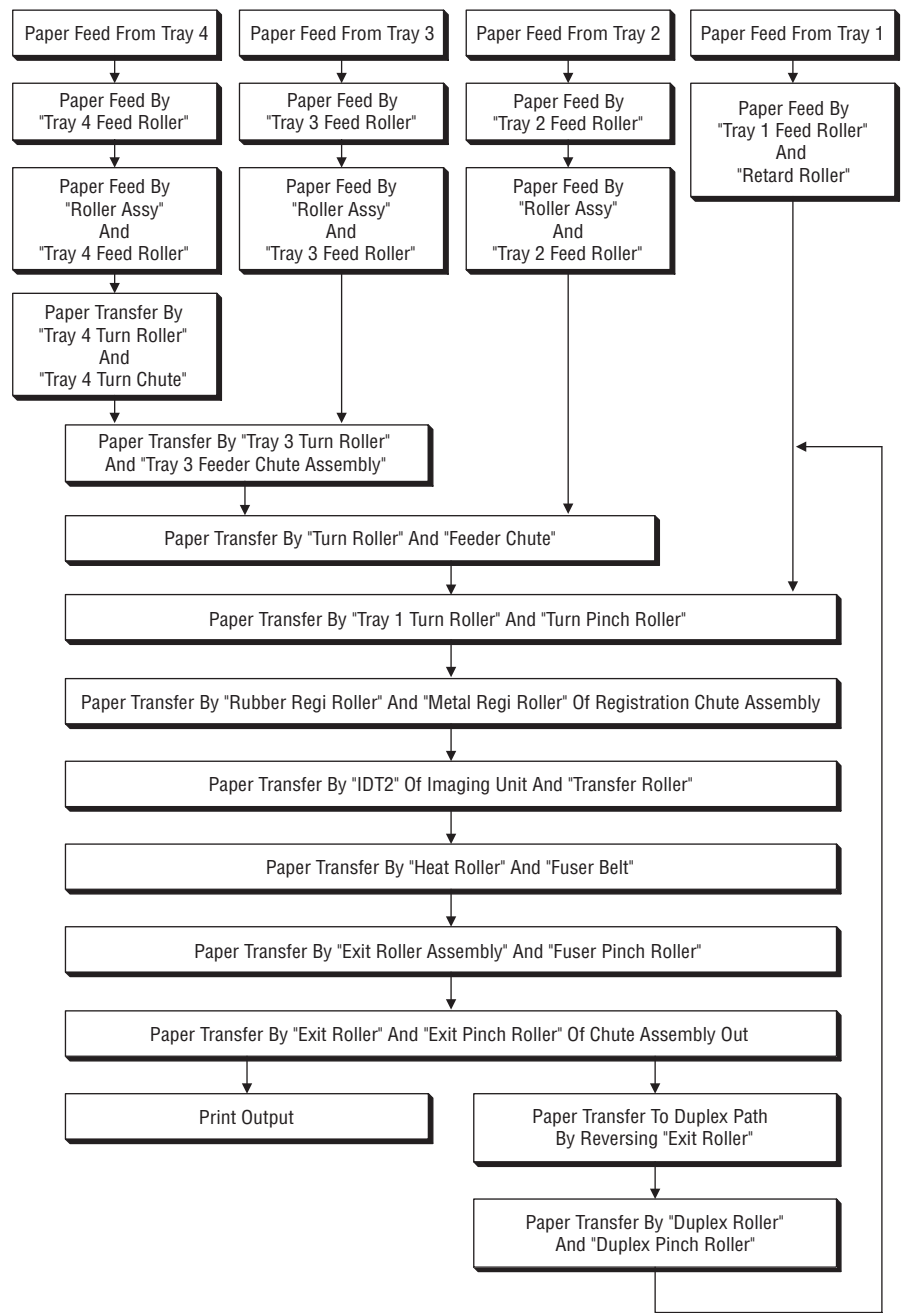 Paper Feed From Tray 4
Paper Feed From Tray 3
Paper Feed From Tray 2
Paper Feed From Tray 1
Paper Feed By
"Tray 4 Feed Roller"
Paper Feed By
"Tray 3 Feed Roller"
Paper Feed By
"Tray 2 Feed Roller"
Paper Feed By
"Tray 1 Feed Roller"
And
"Retard Roller"
Paper Feed By
"Roller Assy"
And
"Tray 4 Feed Roller"
Paper Feed By
"Roller Assy"
And
"Tray 3 Feed Roller"
Paper Feed By
"Roller Assy"
And
"Tray 2 Feed Roller"
Paper Transfer By
"Tray 4 Turn Roller"
And
"Tray 4 Turn Chute"
Paper Transfer By "Tray 3 Turn Roller"
And "Tray 3 Feeder Chute Assembly"
Paper Transfer By "Turn Roller" And "Feeder Chute"
Paper Transfer By "Tray 1 Turn Roller" And "Turn Pinch Roller"
Paper Transfer By "Rubber Regi Roller" And "Metal Regi Roller" Of Registration Chute Assembly
Paper Transfer By "IDT2" Of Imaging Unit And "Transfer Roller"
Paper Transfer By "Heat Roller" And "Fuser Belt"
Paper Transfer By "Exit Roller Assembly" And "Fuser Pinch Roller"
Paper Transfer By "Exit Roller" And "Exit Pinch Roller" Of Chute Assembly Out
Print Output
Paper Transfer To Duplex Path
By Reversing "Exit Roller"
Paper Transfer By "Duplex Roller"
And "Duplex Pinch Roller"